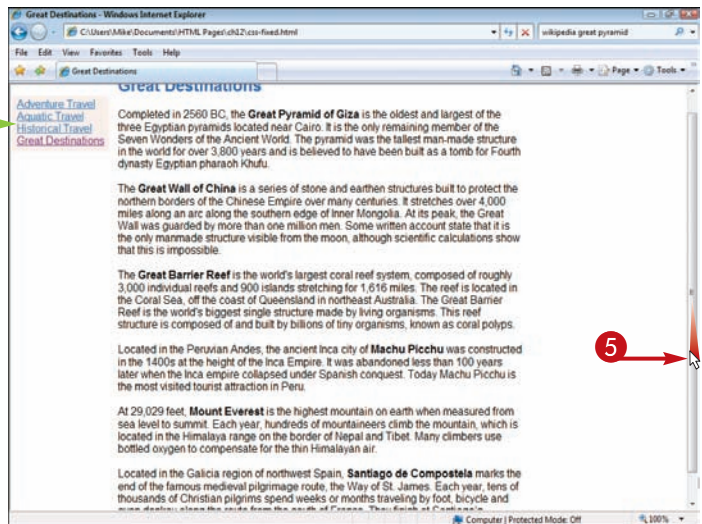 Great Destinations - Windows Internet Explorer
C:\Users\Mike\Documents\HTML Pages\ch12\css-fixed.html
wikipedia great pyramid
File Edit View Favorites Tools Help
Great Destinations
Page Tools
Great Destinations
Adventure Travel
Aquatic Travel
Historical Travel
Great Destinations
Completed in 2560 BC, the Great Pyramid of Giza is the oldest and largest of the
three Egyptian pyramids located near Cairo. It is the only remaining member of the
Seven Wonders of the Ancient World. The pyramid was the tallest man-made structure
in the world for over 3,800 years and is believed to have been built as a tomb for Fourth
dynasty Egyptian pharaoh Khufu.
The Great Wall of China is a series of stone and earthen structures built to protect the
northern borders of the Chinese Empire over many centuries. It stretches over 4,000
miles along an arc along the southern edge of Inner Mongolia. At its peak, the Great
Wall was guarded by more than one million men. Some written account state that it is
the only manmade structure visible from the moon, although scientific calculations show
that this is impossible.
The Great Barrier Reef is the world's largest coral reef system, composed of roughly
3,000 individual reefs and 900 islands stretching for 1,616 miles. The reef is located in
the Coral Sea, off the coast of Queensland in northeast Australia. The Great Barrier
Reef is the world's biggest single structure made by living organisms. This reef
structure is composed of and built by billions of tiny organisms, known as coral polyps.
5
Located in the Peruvian Andes, the ancient Inca city of Machu Picchu was constructed
in the 1400s at the height of the Inca Empire. It was abandoned less than 100 years
later when the Inca empire collapsed under Spanish conquest. Today Machu Picchu is
the most visited tourist attraction in Peru.
At 29,029 feet, Mount Everest is the highest mountain on earth when measured from
sea level to summit. Each year, hundreds of mountaineers climb the mountain, which is
located in the Himalaya range on the border of Nepal and Tibet. Many climbers use
bottled oxygen to compensate for the thin Himalayan air.
Located in the Galicia region of northwest Spain, Santiago de Compostela marks the
end of the famous medieval pilgrimage route, the Way of St. James. Each year, tens of
thousands of Christian pilgrims spend weeks or months traveling by foot, bicycle and
even donkey along the route from the south of France. They finish at Santiago's
Computer | Protected Mode: Off
100%